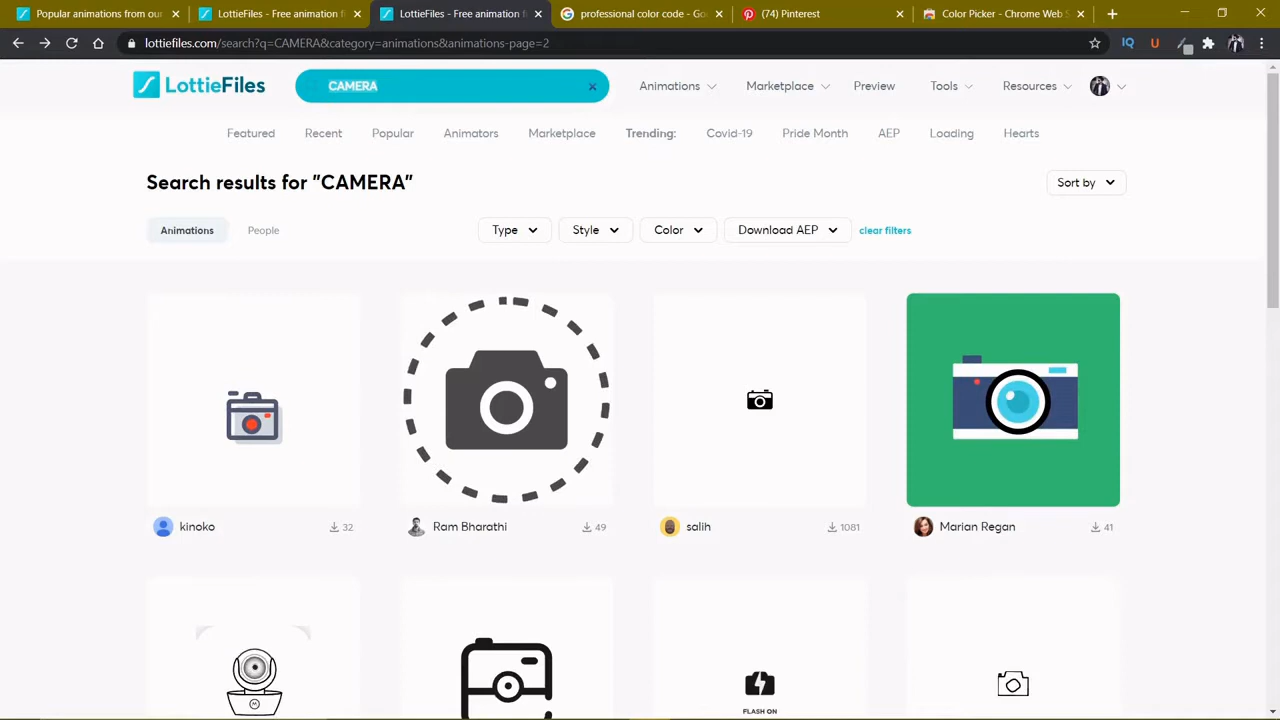 Popular animations from our c
LottieFiles - Free animation f
LottieFiles - Free animation f
professional color code - Goo
(74) Pinterest
Color Picker - Chrome Web S
lottiefiles.com/search?q=CAMERA&category=animations&animations-page=2
IQ
U
LottieFiles
CAMERA
Animations
Marketplace
Preview
Tools
Resources
Featured
Recent
Popular
Animators
Marketplace
Trending:
Covid-19
Pride Month
AEP
Loading
Hearts
Search results for "CAMERA"
Sort by
Animations
People
Type
Style
Color
Download AEP
clear filters
kinoko
32
Ram Bharathi
49
salih
1081
Marian Regan
41
FLASH ON